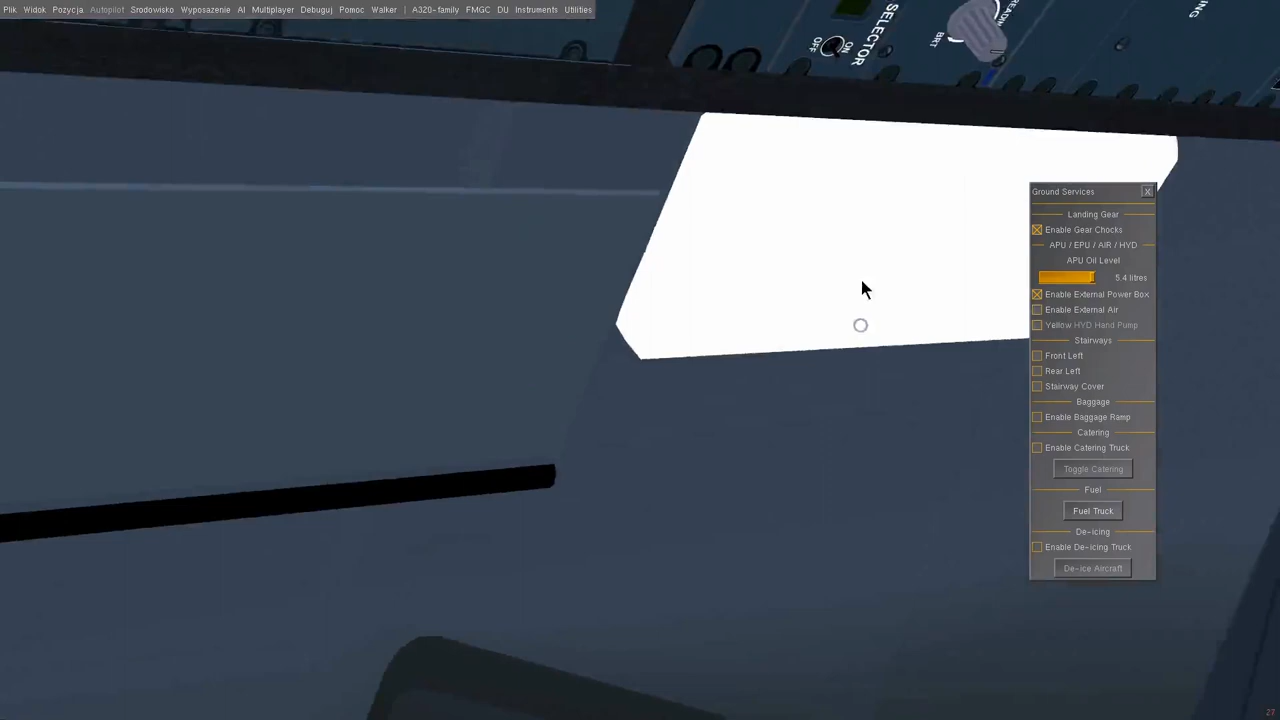 Plik Widok Pozycja Autopilot Środowisko Wyposażenie AI Multiplayer Debuguj Pomoc Walker | A320-family FMGC DU Instruments Utilities
OFF
ON
SELECTOR
BRT
READIN
NG
Ground Services X
Landing Gear
Enable Gear Chocks
APU / EPU / AIR / HYD
APU Oil Level
5.4 litres
Enable External Power Box
Enable External Air
Yellow HYD Hand Pump
Stairways
Front Left
Rear Left
Stairway Cover
Baggage
Enable Baggage Ramp
Catering
Enable Catering Truck
Toggle Catering
Fuel
Fuel Truck
De-icing
Enable De-icing Truck
De-ice Aircraft
27